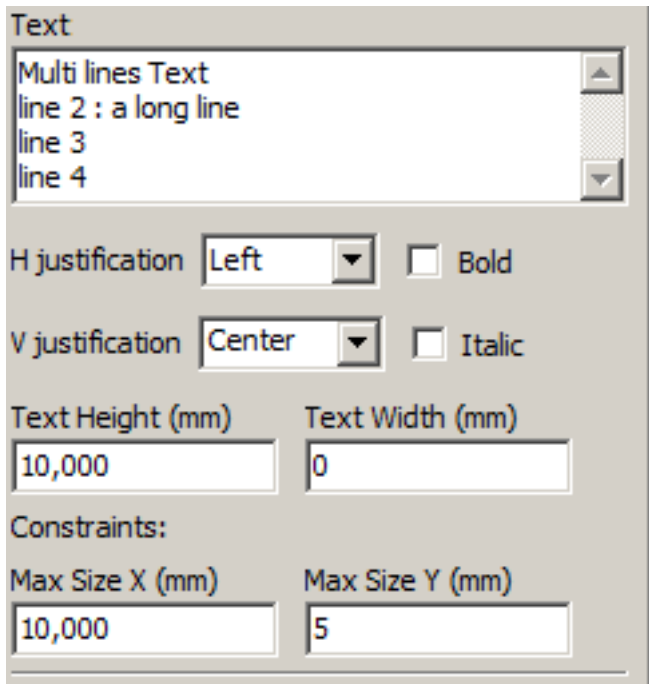 Text
Multi lines Text
line 2 : a long line
line 3
line 4
H justification Left Bold
V justification Center Italic
Text Height (mm) Text Width (mm)
10,000 0
Constraints:
Max Size X (mm) Max Size Y (mm)
10,000 5